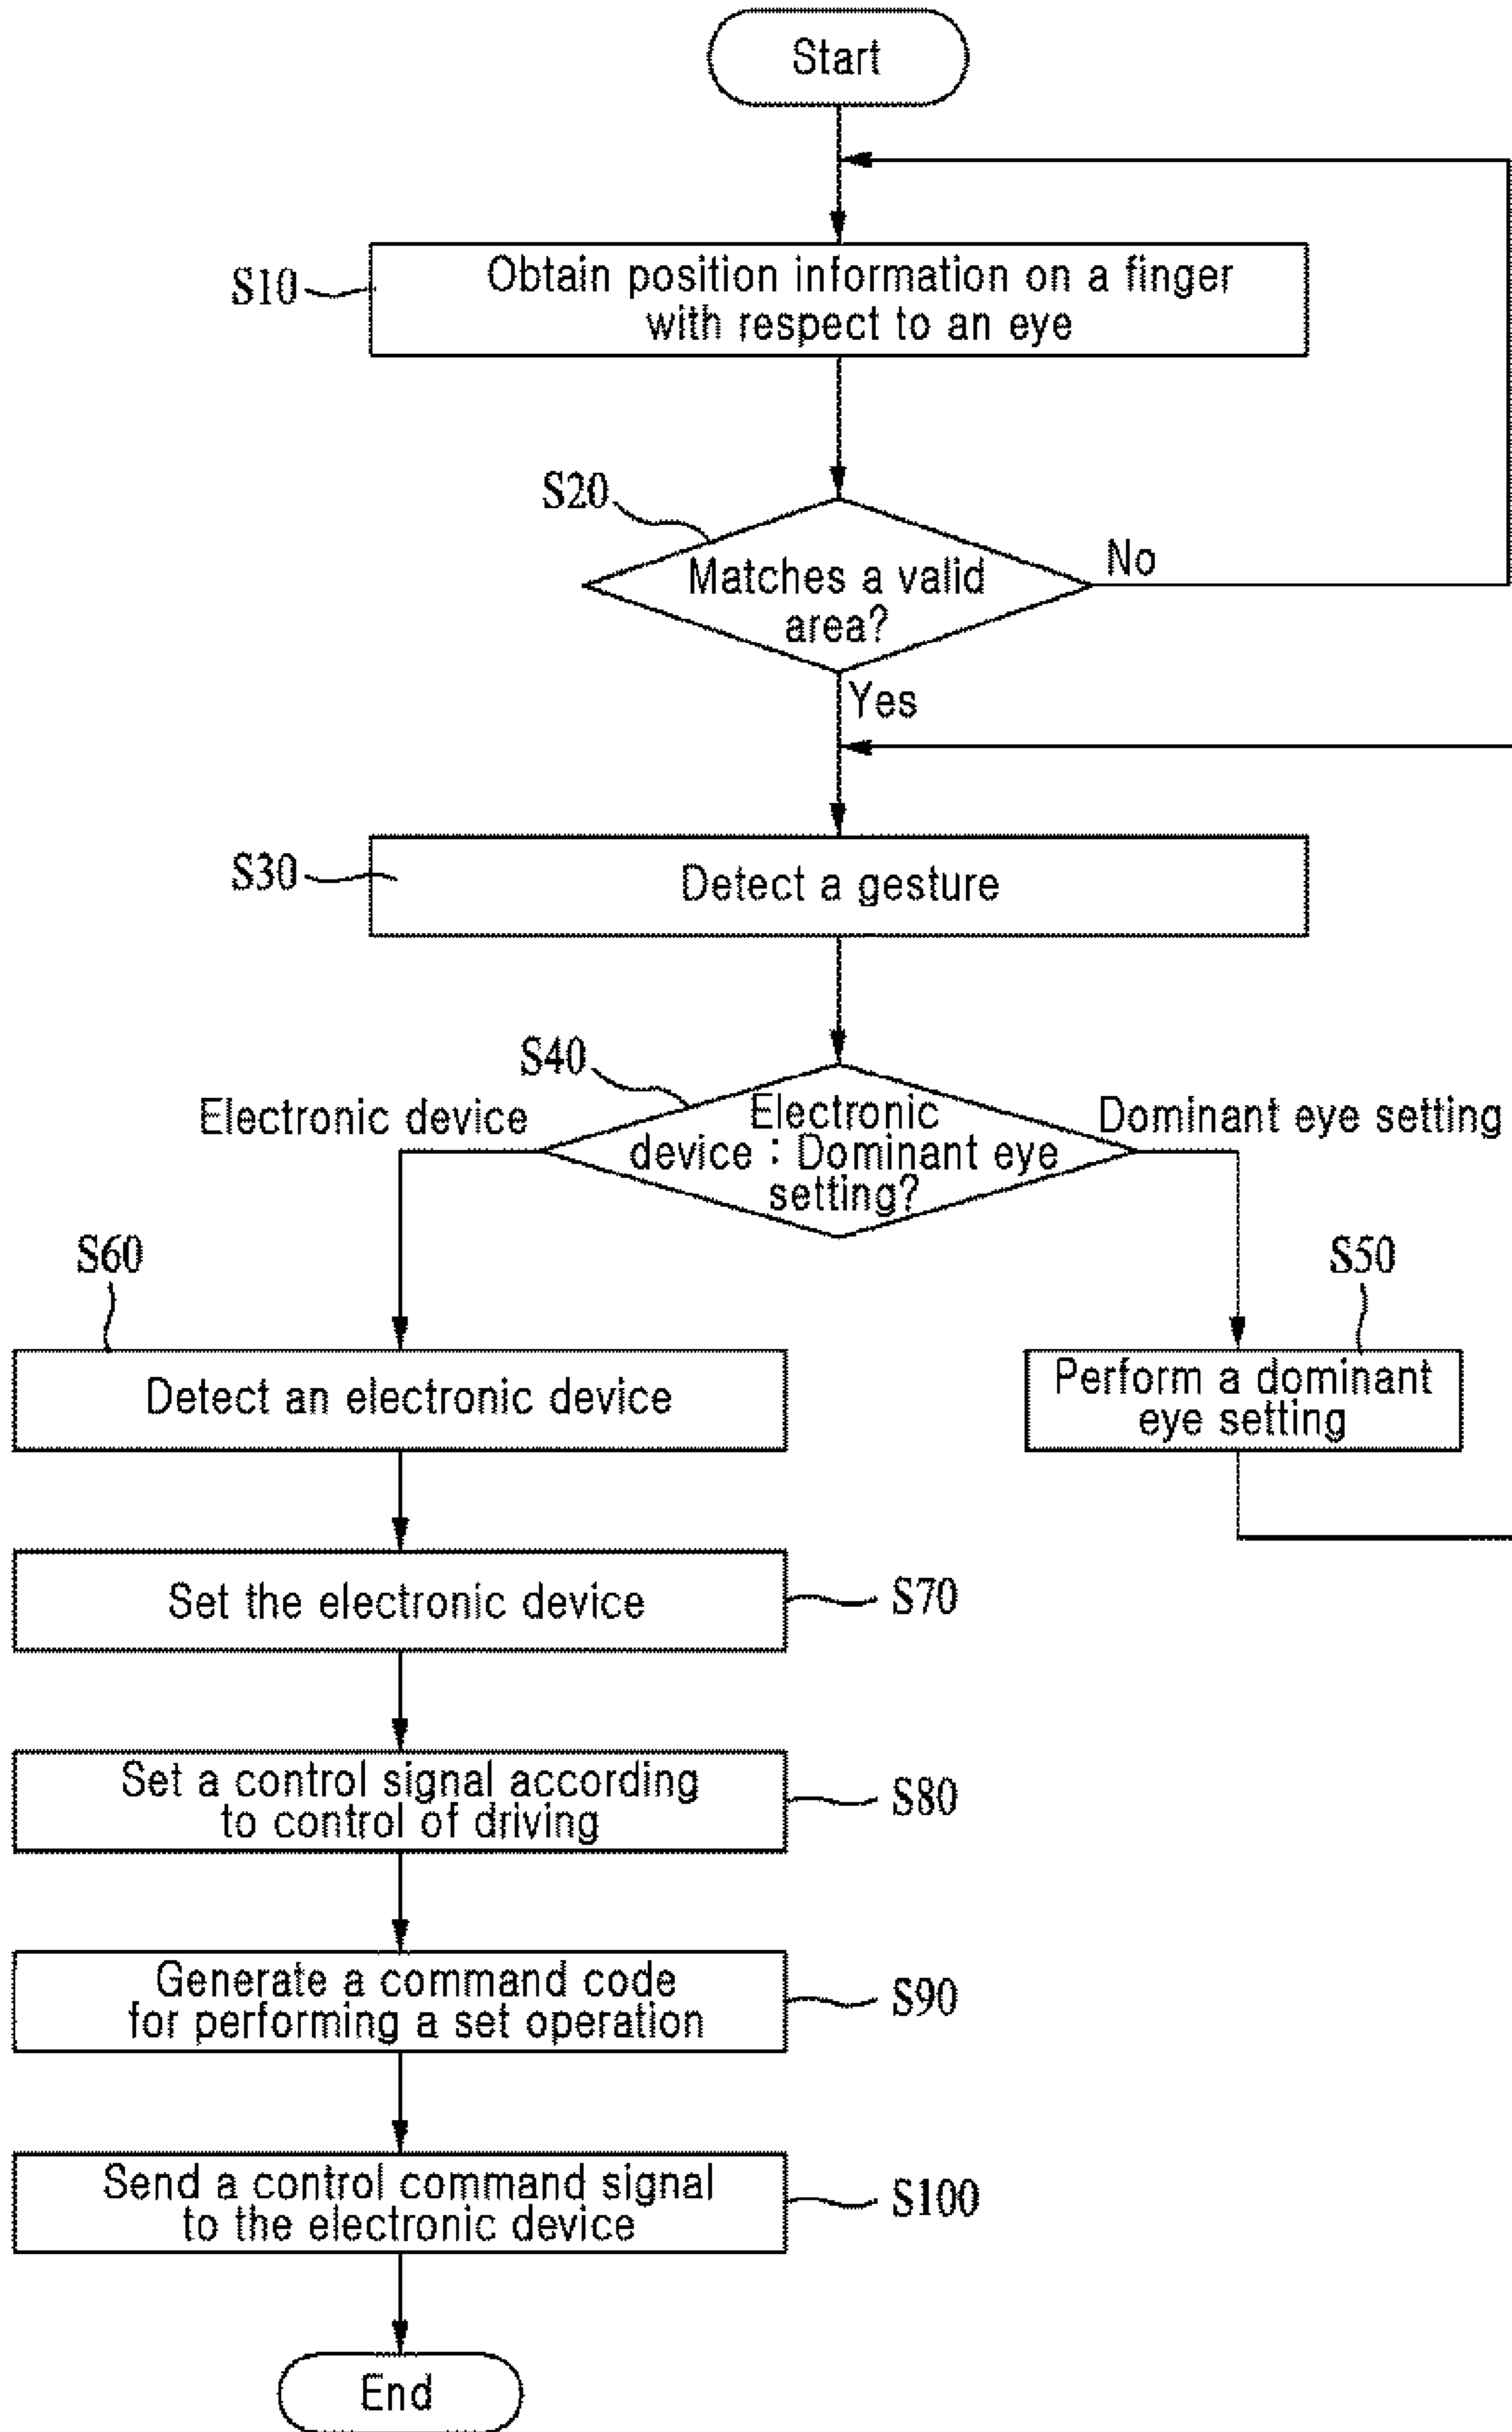 Start
S10
Obtain position information on a finger
with respect to an eye
S20
Matches a valid
area?
No
Yes
S30
Detect a gesture
S40
Electronic device
Electronic
device : Dominant eye
setting?
Dominant eye setting
S60
S50
Detect an electronic device
Perform a dominant
eye setting
Set the electronic device
S70
Set a control signal according
to control of driving
S80
Generate a command code
for performing a set operation
S90
Send a control command signal
to the electronic device
S100
End